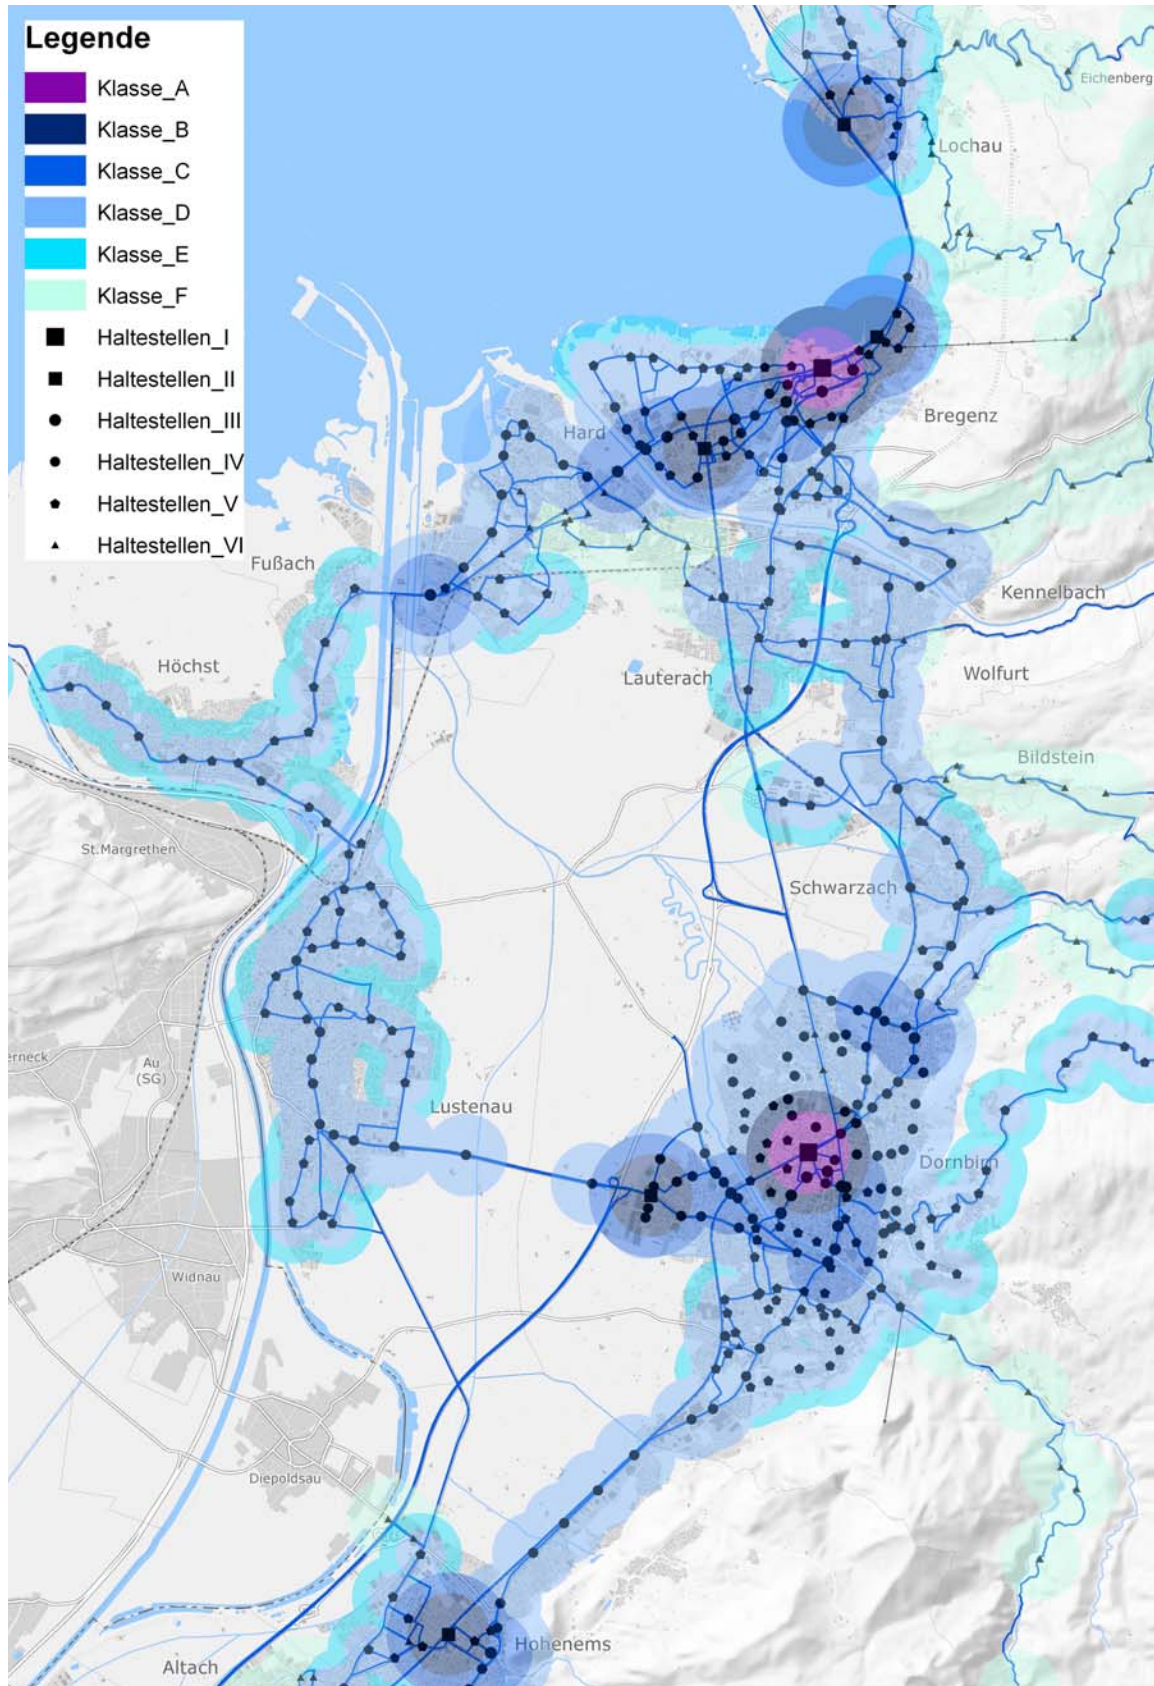 Legende
Klasse_A
Klasse_B
Klasse_C
Klasse_D
Klasse_E
Klasse_F
Haltestellen_I
Haltestellen_II
Haltestellen_III
Haltestellen_IV
Haltestellen_V
Haltestellen_VI
Eichenberg
Lochau
Bregenz
Hard
Fußach
Kennelbach
Höchst
Lauterach
Wolfurt
Bildstein
St.Margrethen
Schwarzach
erneck
Au
(SG)
Lustenau
Dornbirn
Widnau
Diepoldsau
Hohenems
Altach